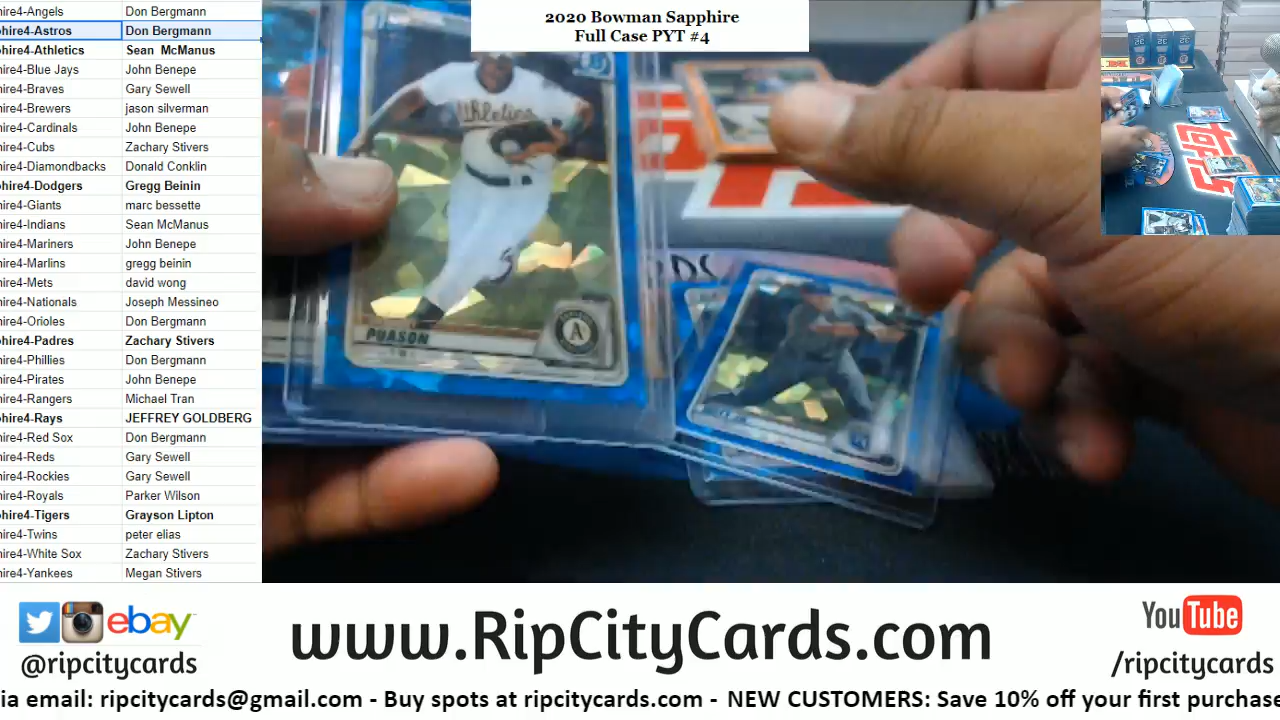 2020 Bowman Sapphire
Full Case PYT #4
hire4-Angels Don Bergmann
hire4-Astros Don Bergmann
hire4-Athletics Sean McManus
hire4-Blue Jays John Benepe
hire4-Braves Gary Sewell
hire4-Brewers jason silverman
hire4-Cardinals John Benepe
hire4-Cubs Zachary Stivers
hire4-Diamondbacks Donald Conklin
hire4-Dodgers Gregg Beinin
hire4-Giants marc bessette
hire4-Indians Sean McManus
hire4-Mariners John Benepe
hire4-Marlins gregg beinin
hire4-Mets david wong
hire4-Nationals Joseph Messineo
hire4-Orioles Don Bergmann
hire4-Padres Zachary Stivers
hire4-Phillies Don Bergmann
hire4-Pirates John Benepe
hire4-Rangers Michael Tran
hire4-Rays JEFFREY GOLDBERG
hire4-Red Sox Don Bergmann
hire4-Reds Gary Sewell
hire4-Rockies Gary Sewell
hire4-Royals Parker Wilson
hire4-Tigers Grayson Lipton
hire4-Twins peter elias
hire4-White Sox Zachary Stivers
hire4-Yankees Megan Stivers
Athletics
PUASON
A
TOPPS
ebay
@ripcitycards
www.RipCityCards.com
YouTube
/ripcitycards
ia email: ripcitycards@gmail.com - Buy spots at ripcitycards.com - NEW CUSTOMERS: Save 10% off your first purchase